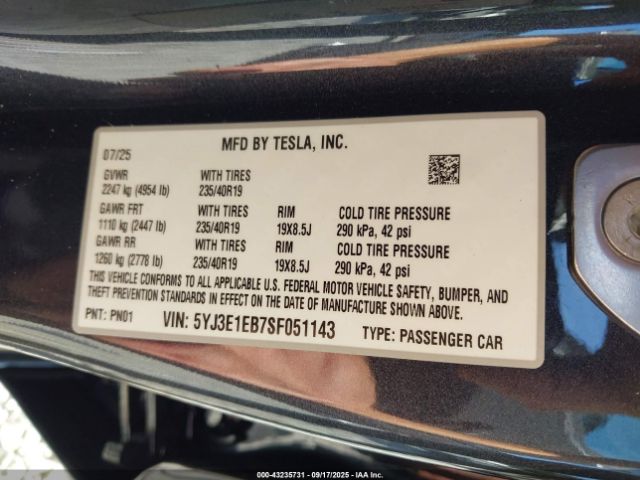 MFD BY TESLA, INC.
07/25
GVWR WITH TIRES
2247 kg (4954 lb) 235/40R19
GAWR FRT WITH TIRES RIM COLD TIRE PRESSURE
1110 kg (2447 lb) 235/40R19 19X8.5J 290 kPa, 42 psi
GAWR RR WITH TIRES RIM COLD TIRE PRESSURE
1260 kg (2778 lb) 235/40R19 19X8.5J 290 kPa, 42 psi
THIS VEHICLE CONFORMS TO ALL APPLICABLE U.S. FEDERAL MOTOR VEHICLE SAFETY, BUMPER, AND
THEFT PREVENTION STANDARDS IN EFFECT ON THE DATE OF MANUFACTURE SHOWN ABOVE.
PNT: PN01 VIN: 5YJ3E1EB7SF051143 TYPE: PASSENGER CAR
000-43235731 - 09/17/2025 - IAA Inc.